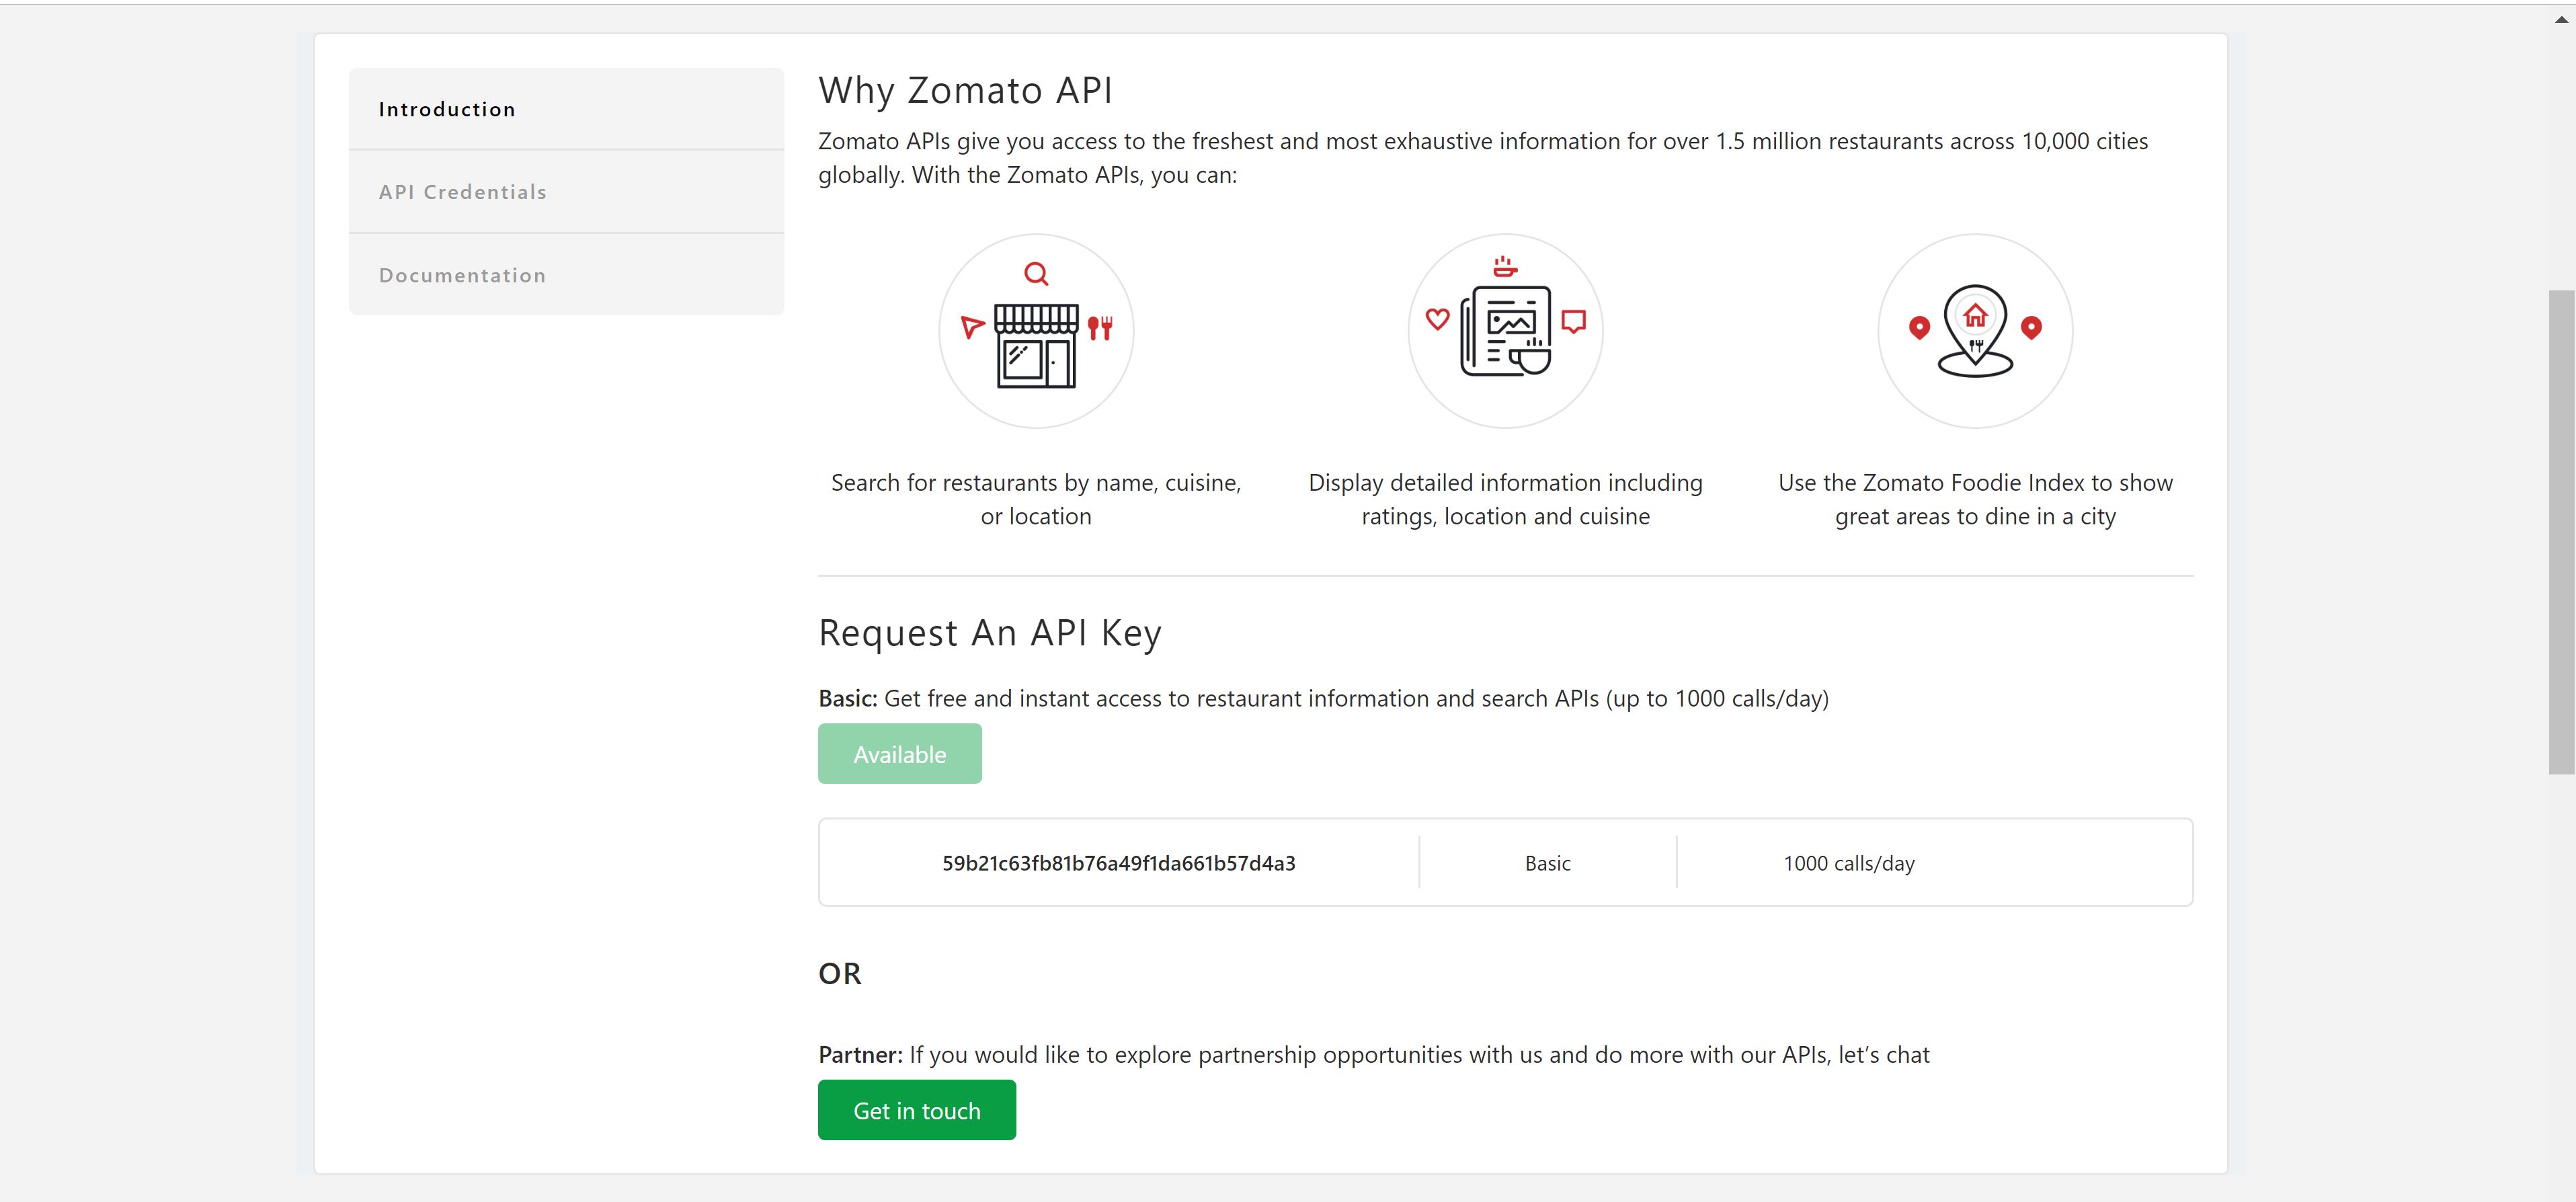 Introduction
API Credentials
Documentation
Why Zomato API
Zomato APIs give you access to the freshest and most exhaustive information for over 1.5 million restaurants across 10,000 cities
globally. With the Zomato APIs, you can:
Search for restaurants by name, cuisine,
or location
Display detailed information including
ratings, location and cuisine
Use the Zomato Foodie Index to show
great areas to dine in a city
Request An API Key
Basic: Get free and instant access to restaurant information and search APIs (up to 1000 calls/day)
Available
59b21c63fb81b76a49f1da661b57d4a3
Basic
1000 calls/day
OR
Partner: If you would like to explore partnership opportunities with us and do more with our APIs, let’s chat
Get in touch